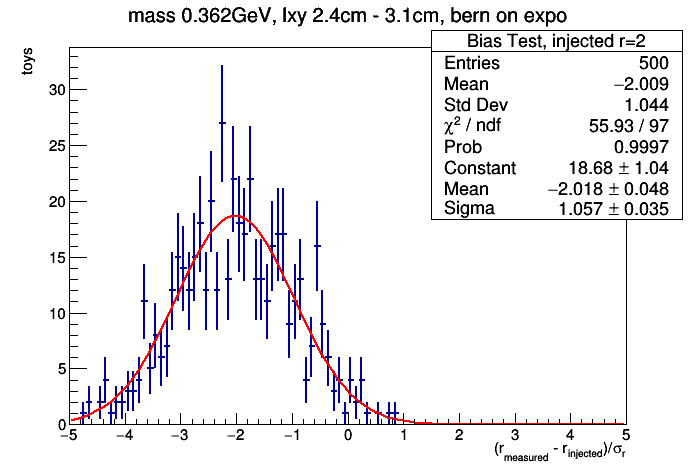 mass 0.362GeV, lxy 2.4cm - 3.1cm, bern on expo
toys
Bias Test, injected r=2
Entries 500
Mean −2.009
Std Dev 1.044
χ² / ndf 55.93 / 97
Prob 0.9997
Constant 18.68 ± 1.04
Mean −2.018 ± 0.048
Sigma 1.057 ± 0.035
30
25
20
15
10
5
0
−5 −4 −3 −2 −1 0 1 2 3 4 5
(r_measured - r_injected)/σ_r